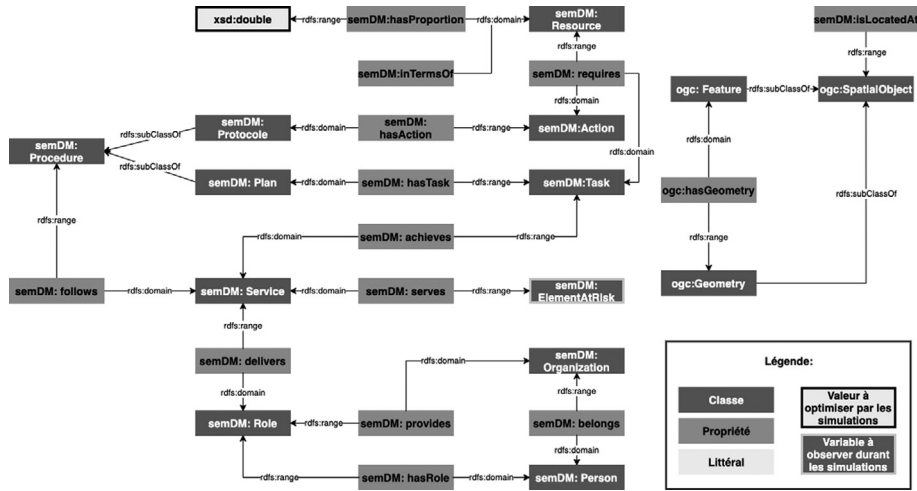 xsd:double
rdfs:range
semDM:hasProportion
rdfs:domain
semDM:
Resource
semDM:isLocatedAt
rdfs:range
rdfs:range
semDM:inTermsOf
semDM: requires
rdfs:domain
ogc: Feature
rdfs:subClassOf
ogc:SpatialObject
semDM:
Protocole
rdfs:domain
semDM:
hasAction
rdfs:range
semDM:Action
rdfs:subClassOf
rdfs:domain
rdfs:domain
semDM:
Procedure
rdfs:subClassOf
semDM: Plan
rdfs:domain
semDM: hasTask
rdfs:range
semDM:Task
ogc:hasGeometry
rdfs:subClassOf
rdfs:range
rdfs:domain
semDM: achieves
rdfs:range
rdfs:range
semDM: follows
rdfs:domain
semDM: Service
rdfs:domain
semDM: serves
rdfs:range
semDM:
ElementAtRisk
ogc:Geometry
rdfs:range
semDM: delivers
rdfs:domain
rdfs:domain
semDM:
Organization
rdfs:range
semDM: Role
rdfs:range
semDM: provides
semDM: belongs
rdfs:domain
rdfs:range
semDM: hasRole
rdfs:domain
semDM: Person
Légende:
Classe
Valeur à
optimiser par les
simulations
Propriété
Littéral
Variable à
observer durant
les simulations